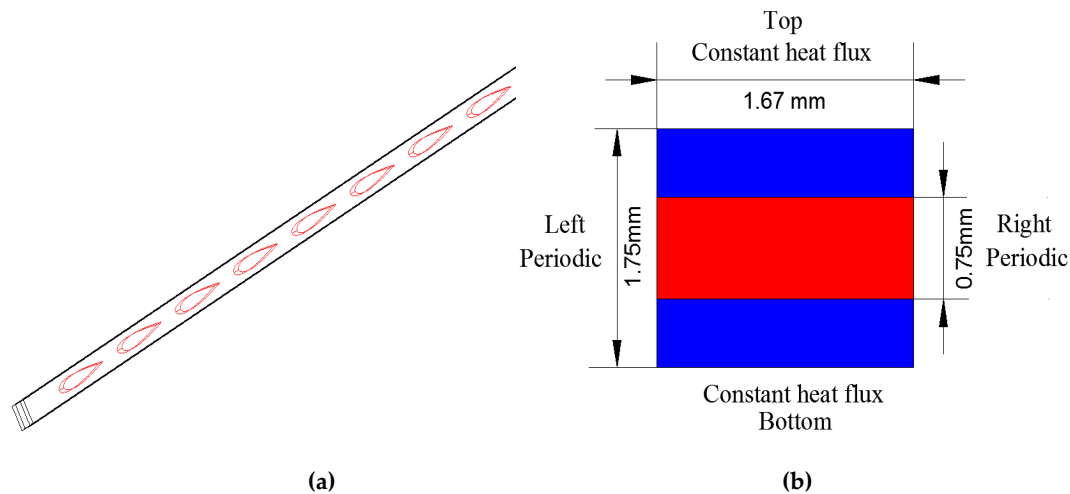 Top
Constant heat flux
1.67 mm
Left
Periodic
1.75mm
0.75mm
Right
Periodic
Constant heat flux
Bottom
(a)
(b)